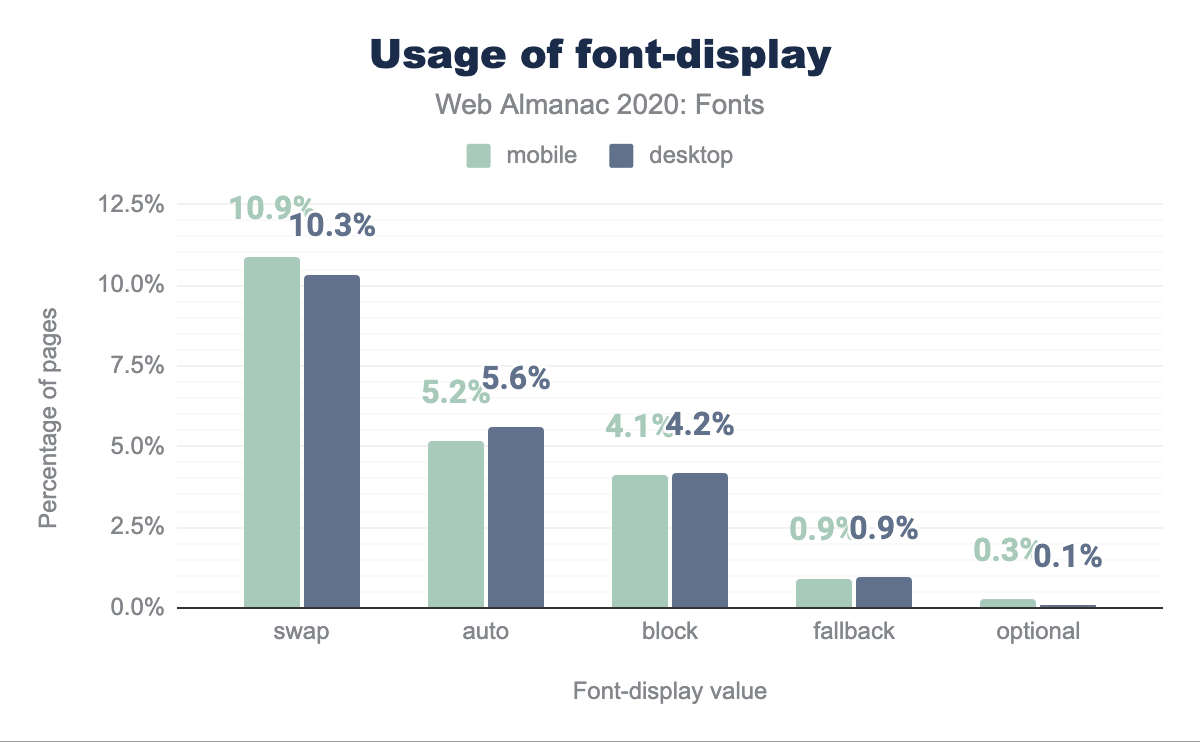 Usage of font-display
Web Almanac 2020: Fonts
mobile desktop
12.5%
10.9%
10.3%
10.0%
7.5%
5.2% 5.6%
4.1% 4.2%
5.0%
2.5%
0.9% 0.9%
0.3% 0.1%
0.0%
swap auto block fallback optional
Percentage of pages
Font-display value